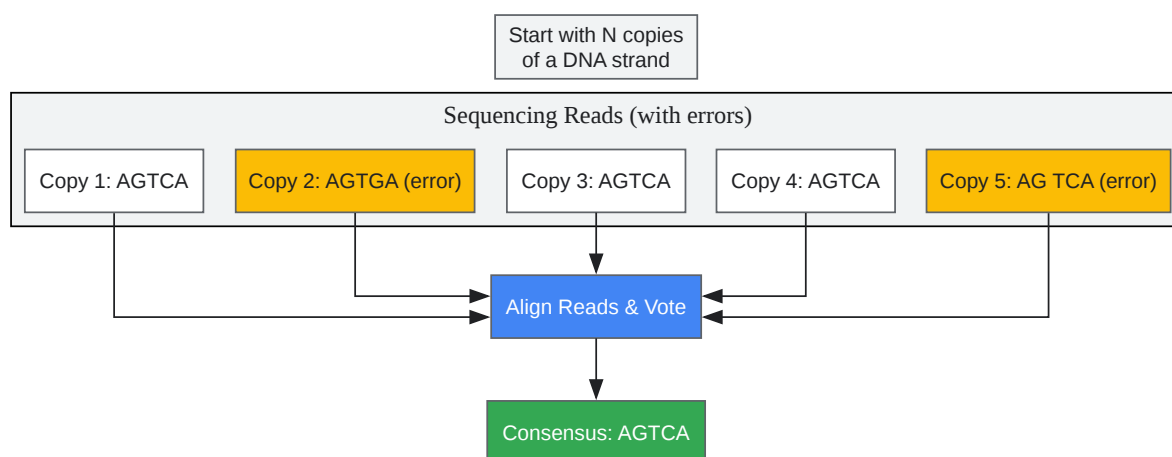 Start with N copies
of a DNA strand
Sequencing Reads (with errors)
Copy 1: AGTCA
Copy 2: AGTGA (error)
Copy 3: AGTCA
Copy 4: AGTCA
Copy 5: AG TCA (error)
Align Reads & Vote
Consensus: AGTCA